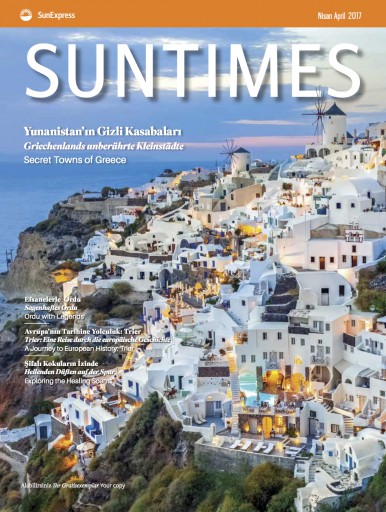 SunExpress
Nisan April 2017
SUNTIMES
Yunanistan'ın Gizli Kasabaları
Griechenlands unberührte Kleinstädte
Secret Towns of Greece
Efsanelerle Ordu
Sagenhaftes Ordu
Ordu with Legends
Avrupa'nın Tarihine Yolculuk: Trier
Trier: Eine Reise durch die europäische Geschichte
A Journey to European History: Trier
Şifalı Kokuların İzinde
Heilenden Düften auf der Spur
Exploring the Healing Scents
Alabilirsiniz Ihr Gratisexemplar Your copy